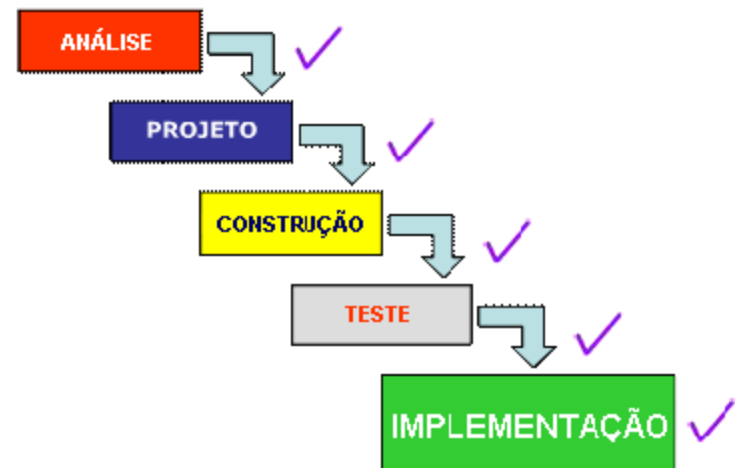 ANÁLISE
PROJETO
CONSTRUÇÃO
TESTE
IMPLEMENTAÇÃO